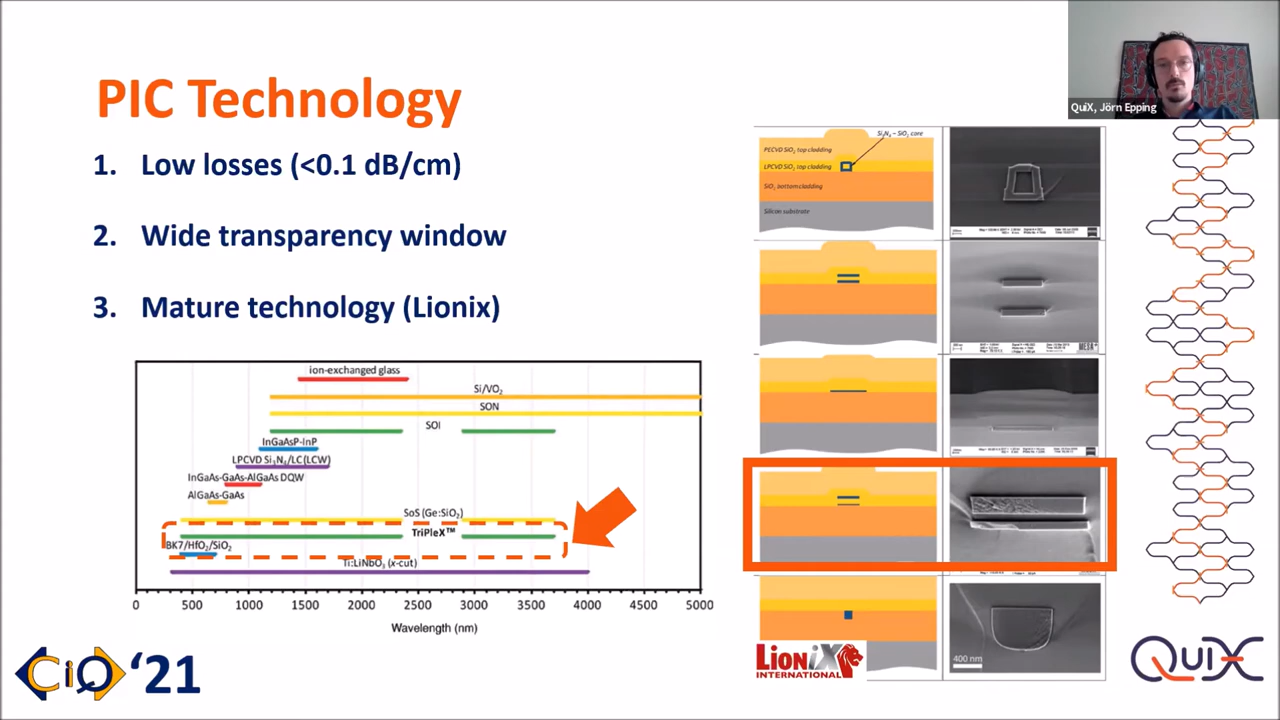 QuiX, Jörn Epping
PIC Technology
1. Low losses (<0.1 dB/cm)
2. Wide transparency window
3. Mature technology (Lionix)
ion-exchanged glass
Si/VO₂
SON
SOI
InGaAsP-InP
LPCVD Si₃N₄/LC(LCW)
InGaAs-GaAs-AlGaAs DQW
AlGaAs-GaAs
SoS (Ge:SiO₂)
TriPleX™
BK7/HfO₂/SiO₂
Ti:LiNbO₃ (x-cut)
0 500 1000 1500 2000 2500 3000 3500 4000 4500 5000
Wavelength (nm)
Si₃N₄ – SiO₂ core
PECVD SiO₂ top cladding
LPCVD SiO₂ top cladding
SiO₂ bottom cladding
Silicon substrate
MESA+
400 nm
LioniX
INTERNATIONAL
CiQ '21
QuiX